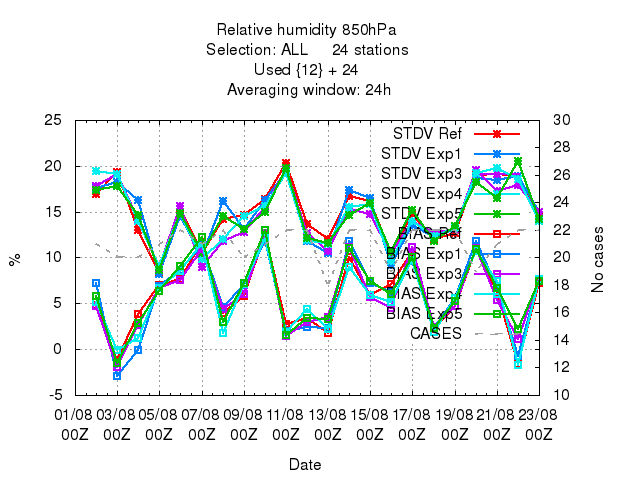 Relative humidity 850hPa
Selection: ALL 24 stations
Used {12} + 24
Averaging window: 24h
25
20
15
10
5
0
-5
%
30
28
26
24
22
20
18
16
14
12
10
No cases
STDV Ref
STDV Exp1
STDV Exp3
STDV Exp4
STDV Exp5
BIAS Ref
BIAS Exp1
BIAS Exp3
BIAS Exp4
BIAS Exp5
CASES
01/08 03/08 05/08 07/08 09/08 11/08 13/08 15/08 17/08 19/08 21/08 23/08
00Z 00Z 00Z 00Z 00Z 00Z 00Z 00Z 00Z 00Z 00Z 00Z
Date